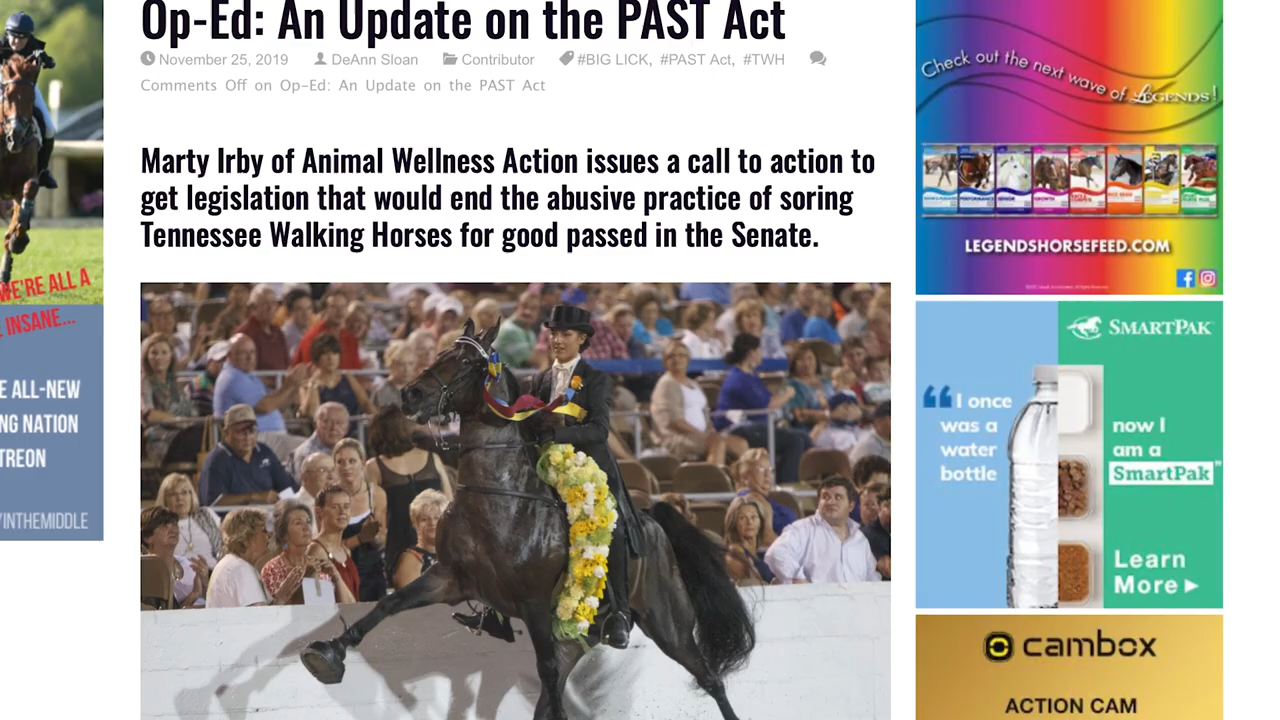 Op-Ed: An Update on the PAST Act
November 25, 2019 DeAnn Sloan Contributor #BIG LICK, #PAST Act, #TWH
Comments Off on Op-Ed: An Update on the PAST Act
Marty Irby of Animal Wellness Action issues a call to action to
get legislation that would end the abusive practice of soring
Tennessee Walking Horses for good passed in the Senate.
WE'RE ALL A
INSANE...
E ALL-NEW
NG NATION
TREON
YINTHEMIDDLE
Check out the next wave of LEGENDS!
LEGENDSHORSEFEED.COM
SMARTPAK
“I once
was a
water
bottle
now I
am a
SmartPak”
Learn
More
cambox
ACTION CAM